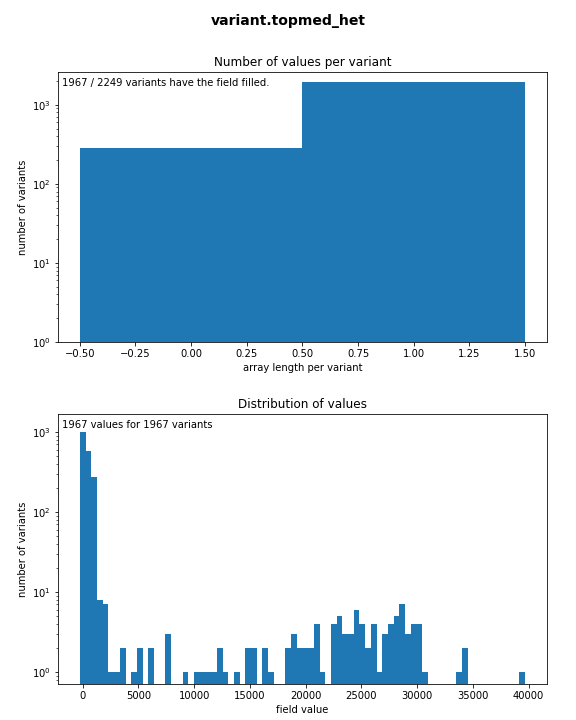 variant.topmed_het
Number of values per variant
1967 / 2249 variants have the field filled.
number of variants
10³
10²
10¹
10⁰
−0.50 −0.25 0.00 0.25 0.50 0.75 1.00 1.25 1.50
array length per variant
Distribution of values
1967 values for 1967 variants
number of variants
10³
10²
10¹
10⁰
0 5000 10000 15000 20000 25000 30000 35000 40000
field value